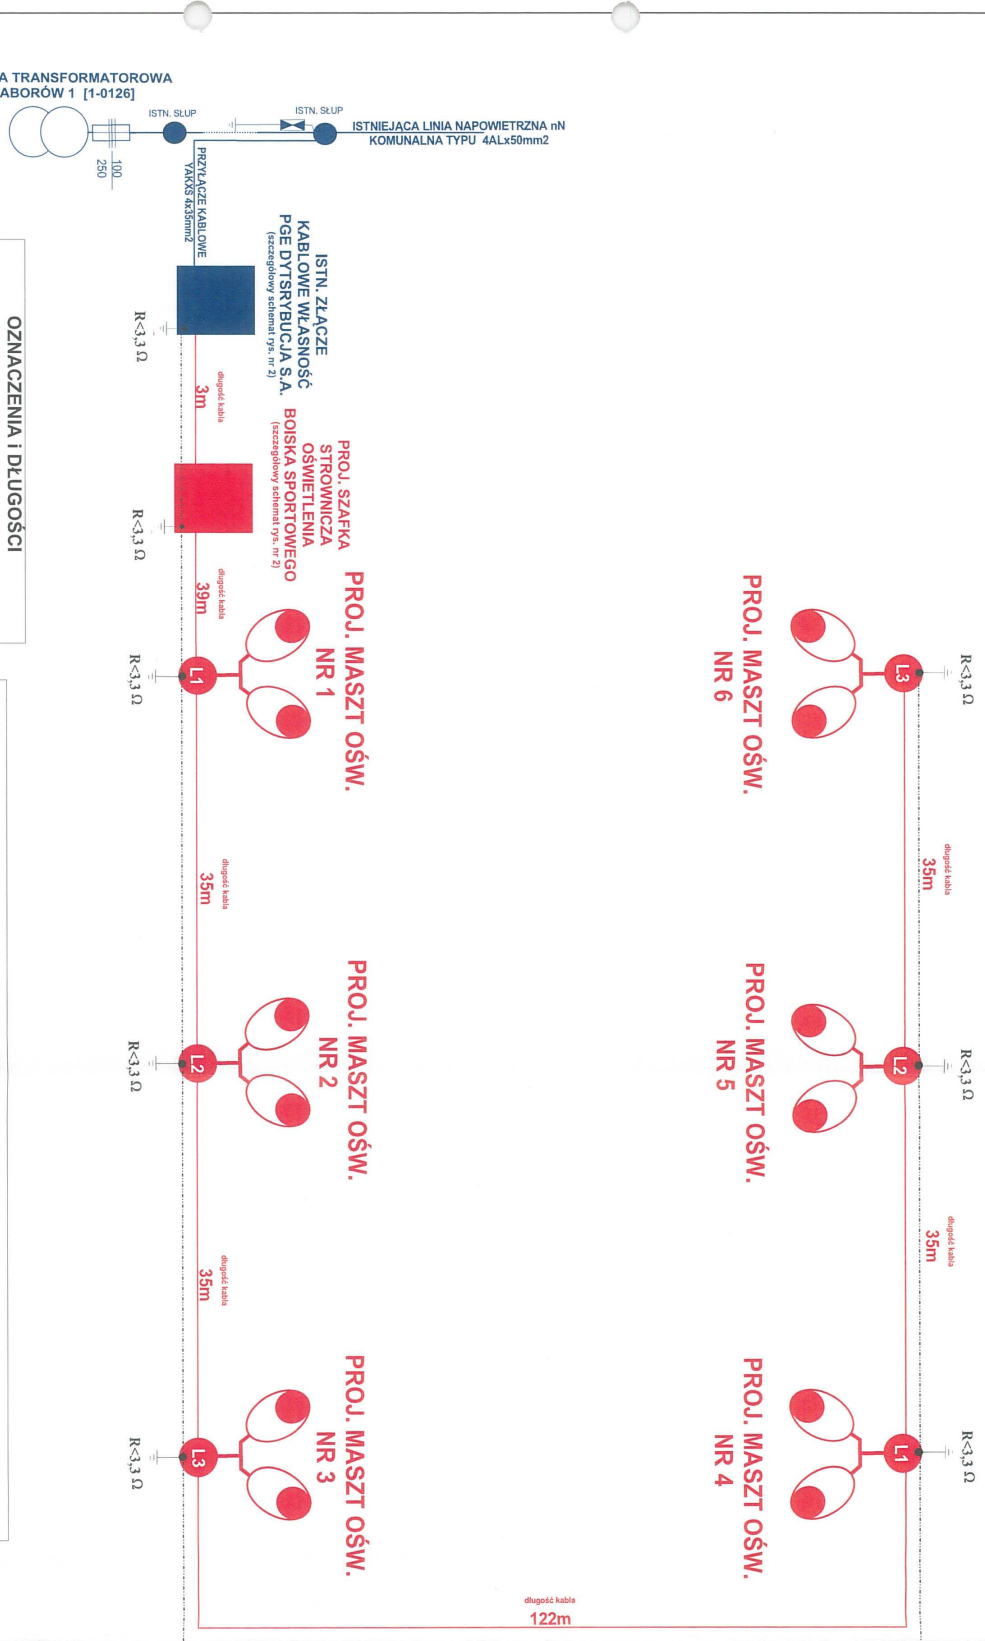 A TRANSFORMATOROWA
ABORÓW 1 [1-0126]
ISTN. SŁUP
ISTN. SŁUP
ISTNIEJĄCA LINIA NAPOWIETRZNA nN
KOMUNALNA TYPU 4ALx50mm2
100
250
PRZYŁĄCZE KABLOWE
YAKXS 4x35mm2
ISTN. ZŁĄCZE
KABLOWE WŁASNOŚĆ
PGE DYTSRYBUCJA S.A.
(szczegółowy schemat rys. nr 2)
R<3,3 Ω
długość kabla
3m
PROJ. SZAFKA
STROWNICZA
OŚWIETLENIA
BOISKA SPORTOWEGO
(szczegółowy schemat rys. nr 2)
R<3,3 Ω
długość kabla
39m
PROJ. MASZT OŚW.
NR 1
L1
R<3,3 Ω
długość kabla
35m
PROJ. MASZT OŚW.
NR 2
L2
R<3,3 Ω
długość kabla
35m
PROJ. MASZT OŚW.
NR 3
L3
R<3,3 Ω
długość kabla
122m
PROJ. MASZT OŚW.
NR 4
L1
R<3,3 Ω
długość kabla
35m
PROJ. MASZT OŚW.
NR 5
L2
R<3,3 Ω
długość kabla
35m
PROJ. MASZT OŚW.
NR 6
L3
R<3,3 Ω
OZNACZENIA i DŁUGOŚCI